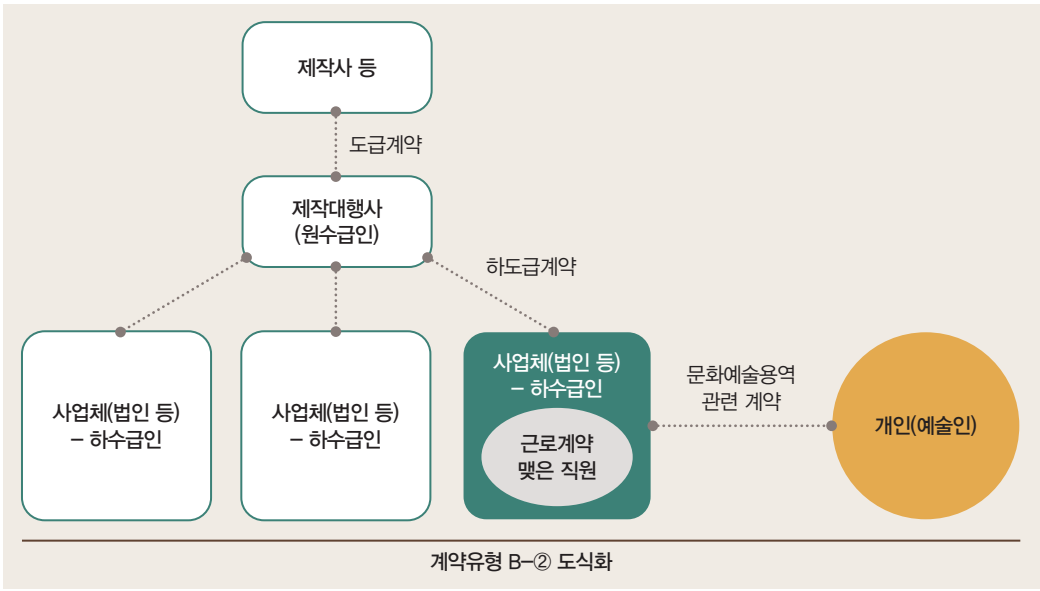 제작사 등
도급계약
제작대행사
(원수급인)
하도급계약
사업체(법인 등)
– 하수급인
사업체(법인 등)
– 하수급인
사업체(법인 등)
– 하수급인
근로계약
맺은 직원
문화예술용역
관련 계약
개인(예술인)
계약유형 B–② 도식화